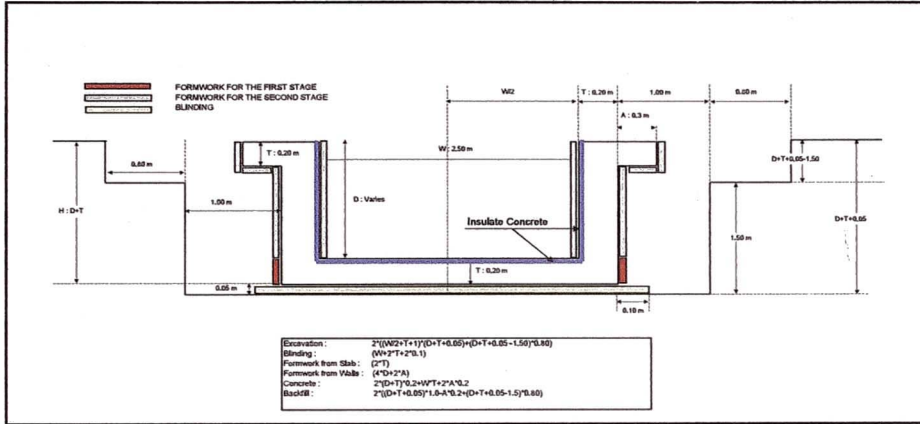 FORMWORK FOR THE FIRST STAGE
FORMWORK FOR THE SECOND STAGE
BLINDING
W/2
T : 0.20 m
1.00 m
0.80 m
A : 0.3 m
T : 0.20 m
W : 2.50 m
D+T+0.05-1.50
0.80 m
D : Varies
1.00 m
H : D+T
Insulate Concrete
1.50 m
D+T+0.05
T : 0.20 m
0.05 m
0.10 m
Excavation : 2*((W/2+T+1)*(D+T+0.05)+(D+T+0.05-1.50)*0.80)
Blinding : (W+2*T+2*0.1)
Formwork from Slab : (2*T)
Formwork from Walls : (4*D+2*A)
Concrete : 2*(D+T)*0.2+W*T+2*A*0.2
Backfill : 2*((D+T+0.05)*1.0-A*0.2+(D+T+0.05-1.5)*0.80)